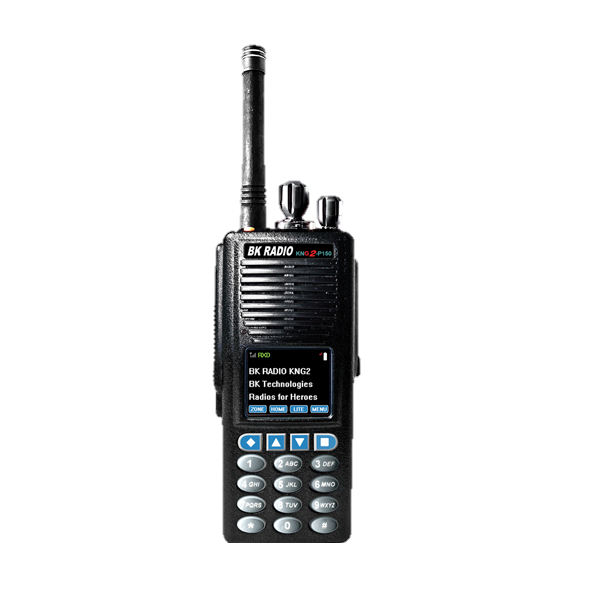 BK RADIO KNG2-P150
RXD
BK RADIO KNG2
BK Technologies
Radios for Heroes
ZONE HOME LITE MENU
1 2 ABC 3 DEF
4 GHI 5 JKL 6 MNO
7 PQRS 8 TUV 9 WXYZ
* 0 #